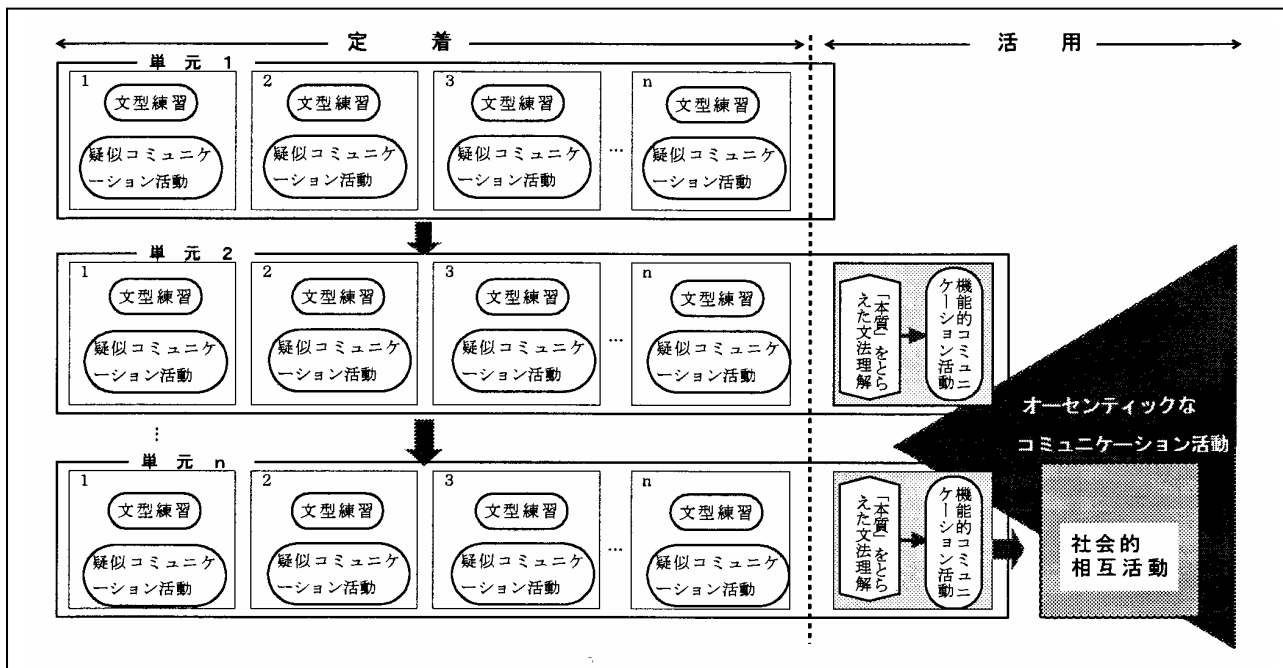 定 着
活 用
単 元 1
1
文型練習
疑似コミュニケ
ーション活動
2
文型練習
疑似コミュニケ
ーション活動
3
文型練習
疑似コミュニケ
ーション活動
…
n
文型練習
疑似コミュニケ
ーション活動
単 元 2
1
文型練習
疑似コミュニケ
ーション活動
2
文型練習
疑似コミュニケ
ーション活動
3
文型練習
疑似コミュニケ
ーション活動
…
n
文型練習
疑似コミュニケ
ーション活動
「本質」をとら
えた文法理解
機能的コミュニ
ケーション活動
⋮
単 元 n
1
文型練習
疑似コミュニケ
ーション活動
2
文型練習
疑似コミュニケ
ーション活動
3
文型練習
疑似コミュニケ
ーション活動
…
n
文型練習
疑似コミュニケ
ーション活動
「本質」をとら
えた文法理解
機能的コミュニ
ケーション活動
オーセンティックな
コミュニケーション活動
社会的
相互活動